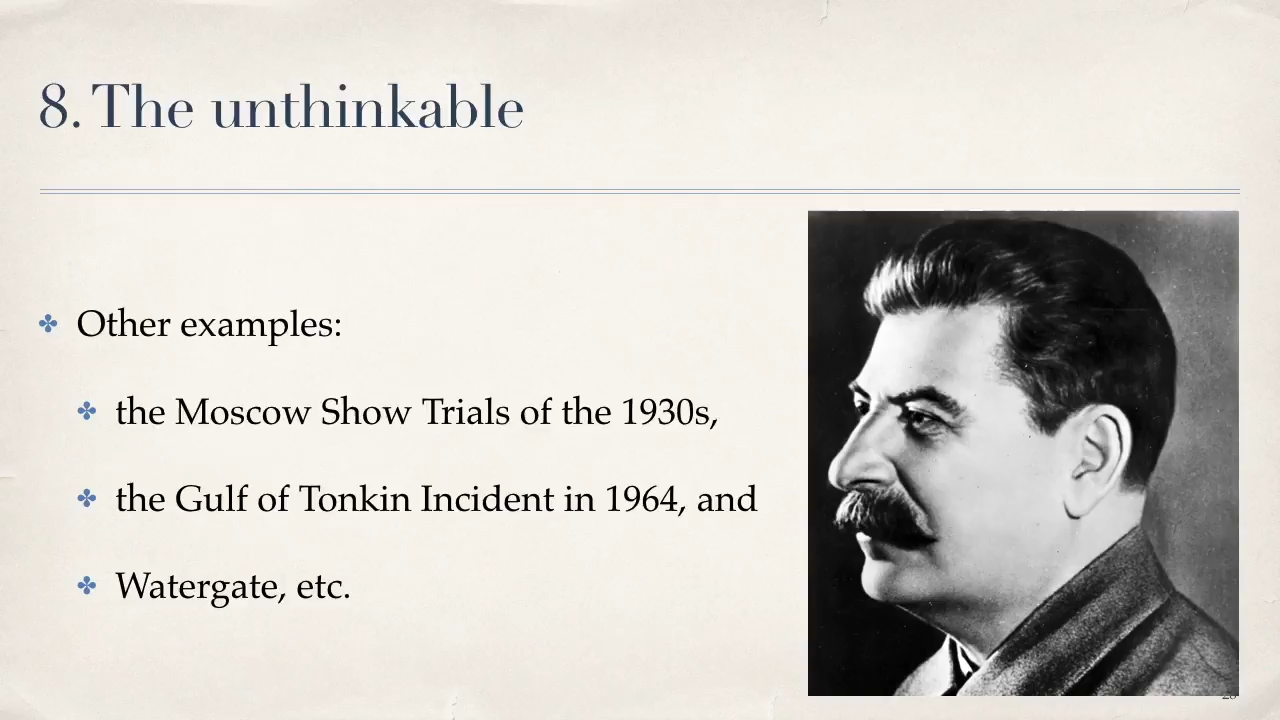 8. The unthinkable
Other examples:
the Moscow Show Trials of the 1930s,
the Gulf of Tonkin Incident in 1964, and
Watergate, etc.